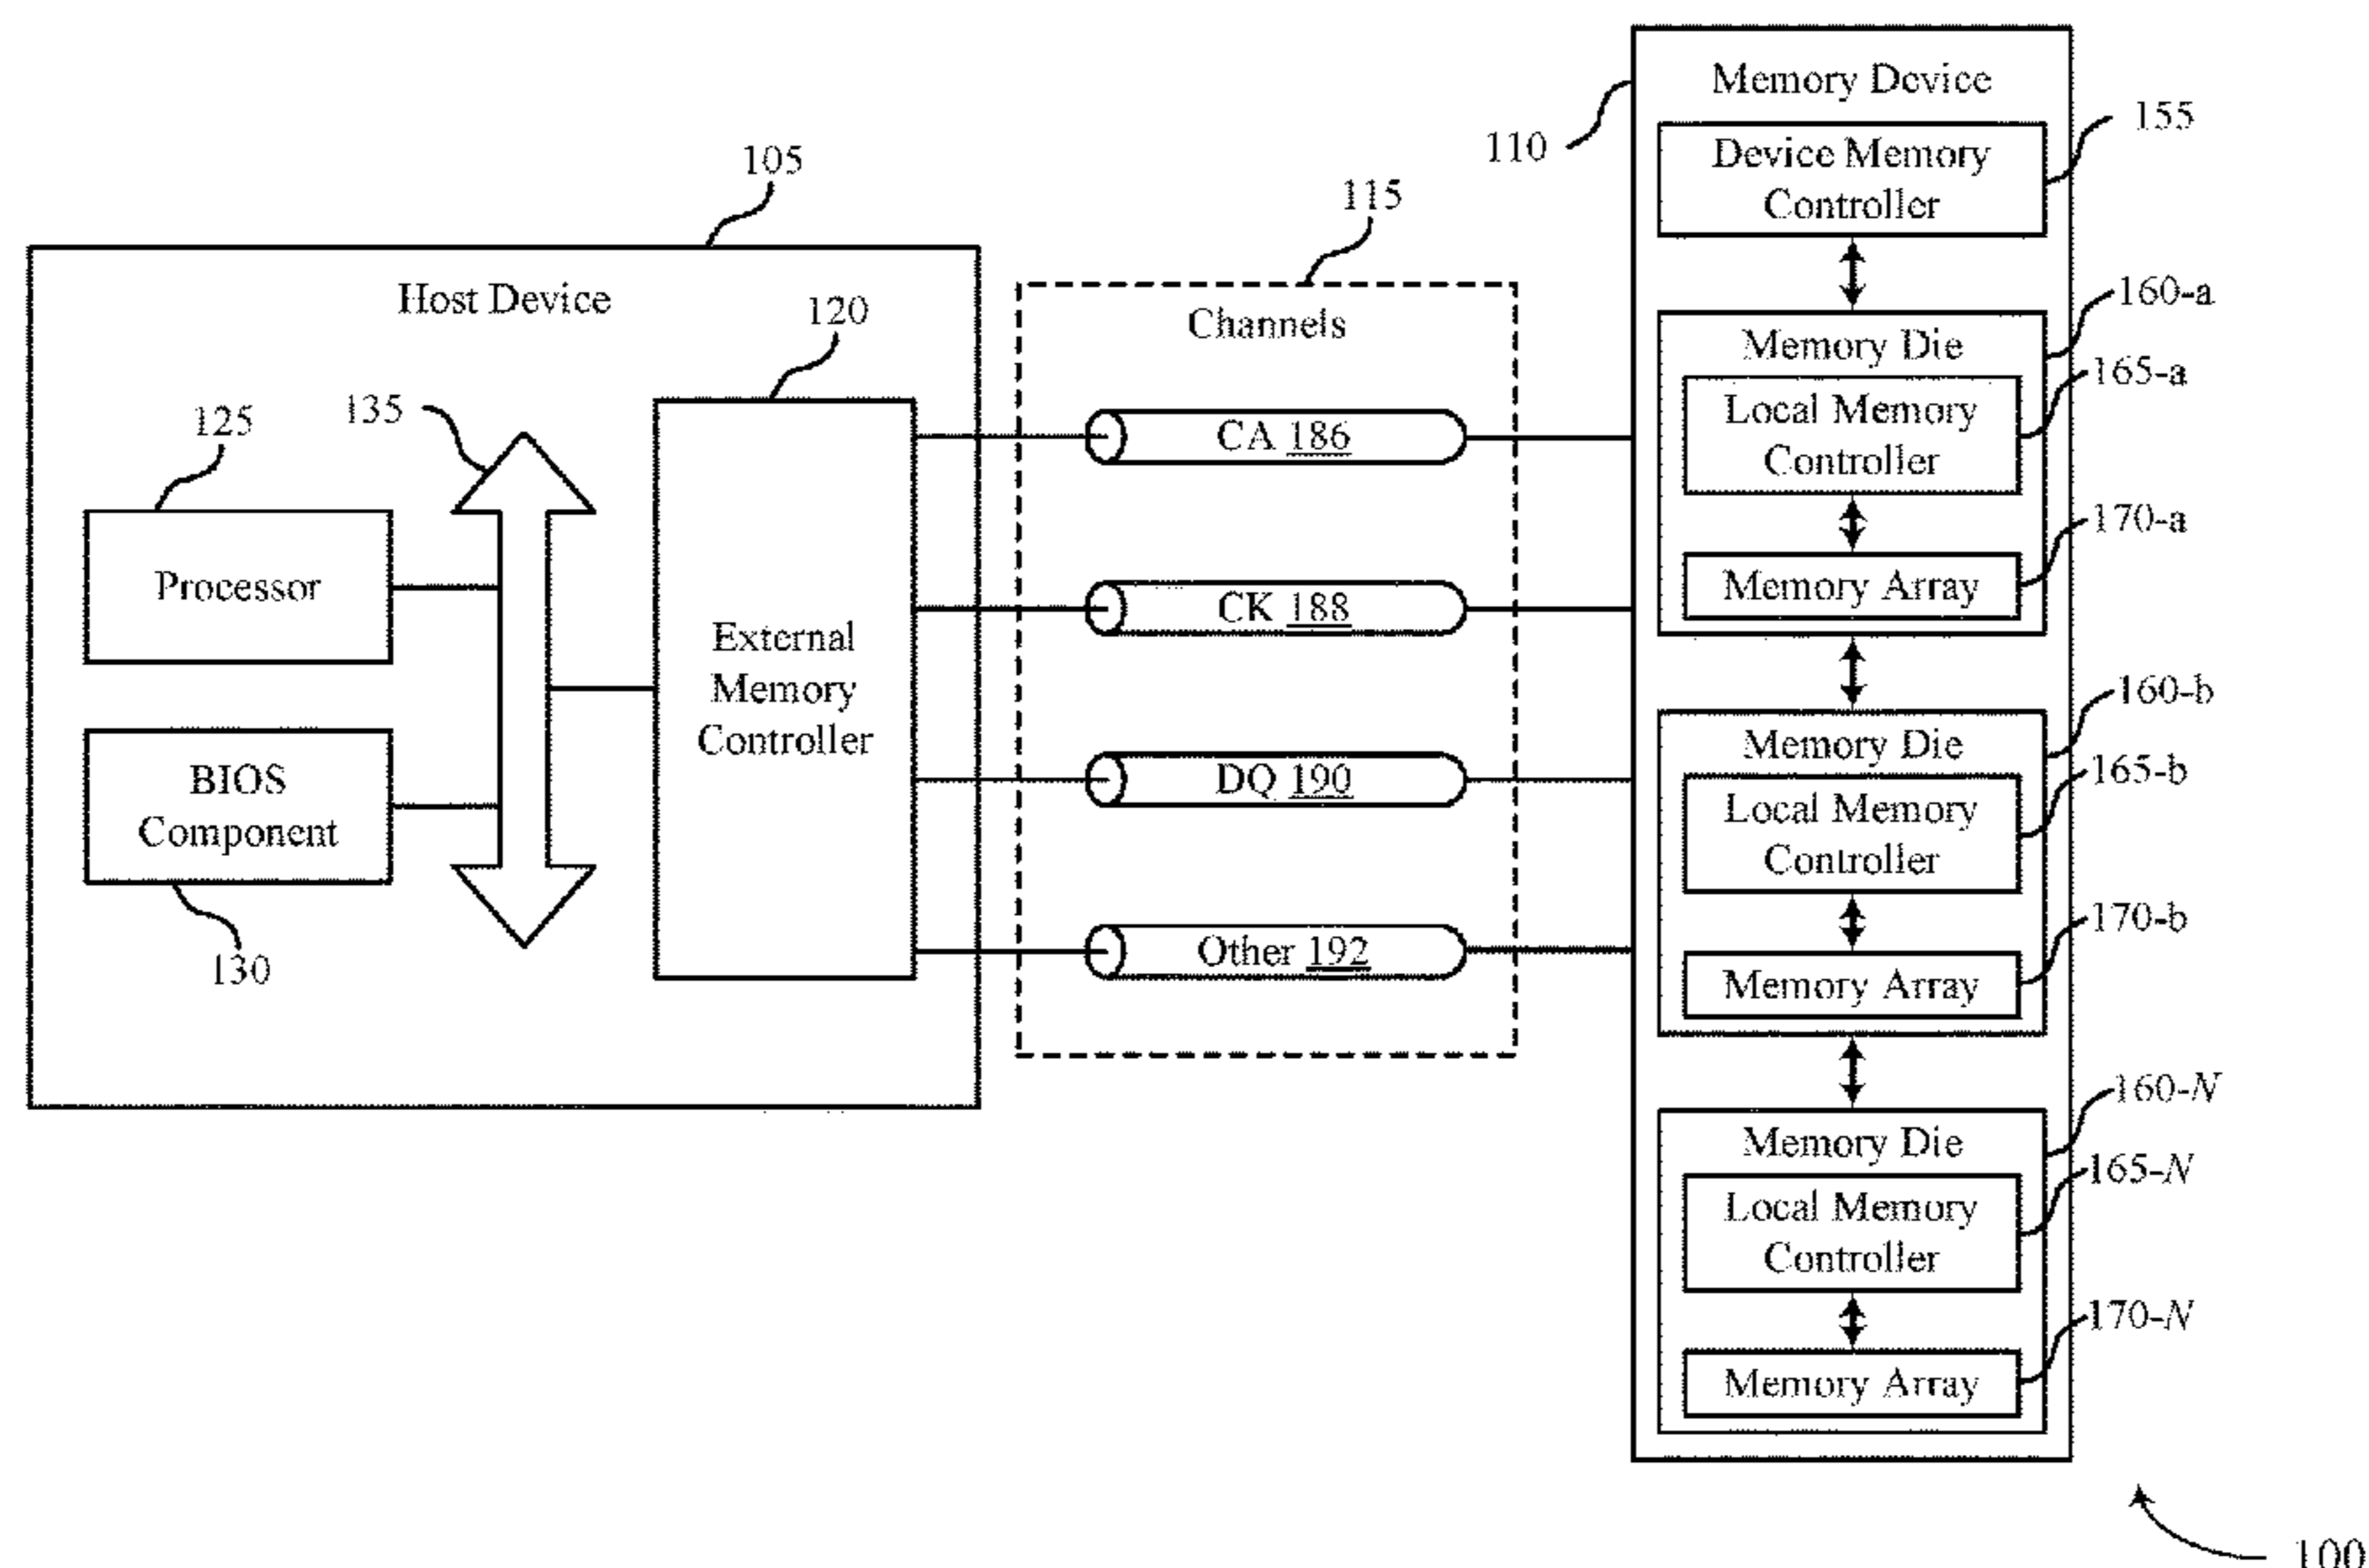 105
Host Device
120
135
125
Processor
External
Memory
Controller
BIOS
Component
130
115
Channels
CA 186
CK 188
DQ 190
Other 192
110
Memory Device
155
Device Memory
Controller
160-a
Memory Die
165-a
Local Memory
Controller
170-a
Memory Array
160-b
Memory Die
165-b
Local Memory
Controller
170-b
Memory Array
160-N
Memory Die
165-N
Local Memory
Controller
170-N
Memory Array
100